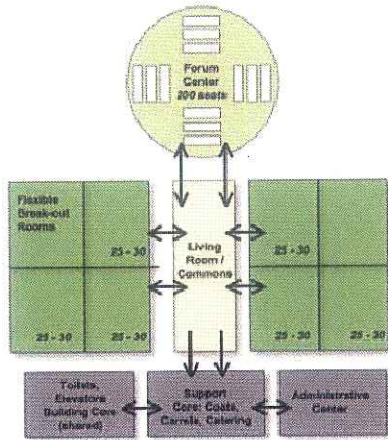 Forum
Center
200 seats
Flexible
Break-out
Rooms
25 - 30
25 - 30
25 - 30
Living
Room /
Commons
25 - 30
25 - 30
25 - 30
Toilets,
Elevators
Building Core
(shared)
Support
Core: Coats,
Carrels, Catering
Administrative
Center